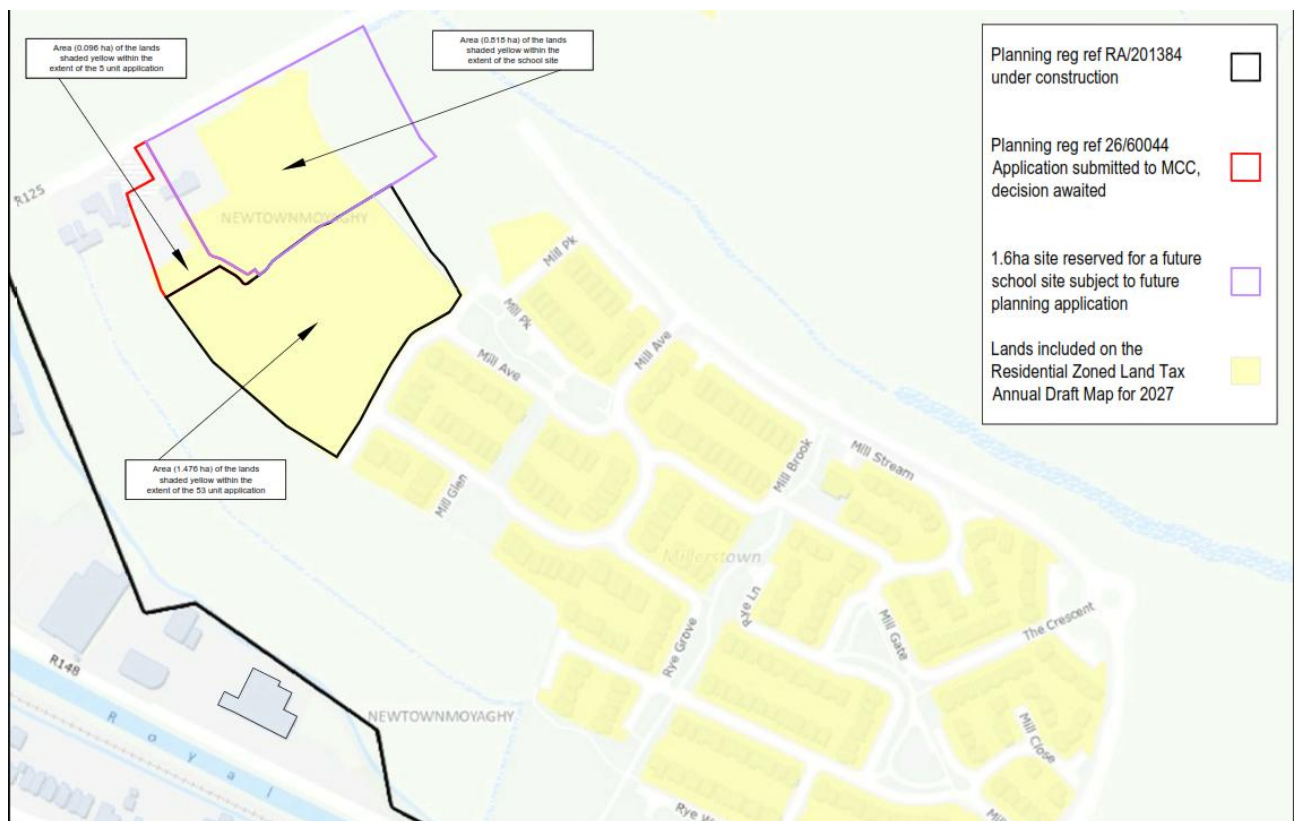 Area (0.096 ha) of the lands
shaded yellow within the
extent of the 5 unit application
Area (0.818 ha) of the lands
shaded yellow within the
extent of the school site
Planning reg ref RA/201384
under construction
Planning reg ref 26/60044
Application submitted to MCC,
decision awaited
1.6ha site reserved for a future
school site subject to future
planning application
Lands included on the
Residential Zoned Land Tax
Annual Draft Map for 2027
R125
NEWTOWNMOYAGHY
Mill Pk
Mill Pk
Mill Ave
Mill Ave
Area (1.476 ha) of the lands
shaded yellow within the
extent of the 53 unit application
Mill Glen
Mill Brook
Mill Stream
Millerstown
Rye Ln
Mill Gate
The Crescent
Rye Grove
R148
Royal
NEWTOWNMOYAGHY
Mill Close